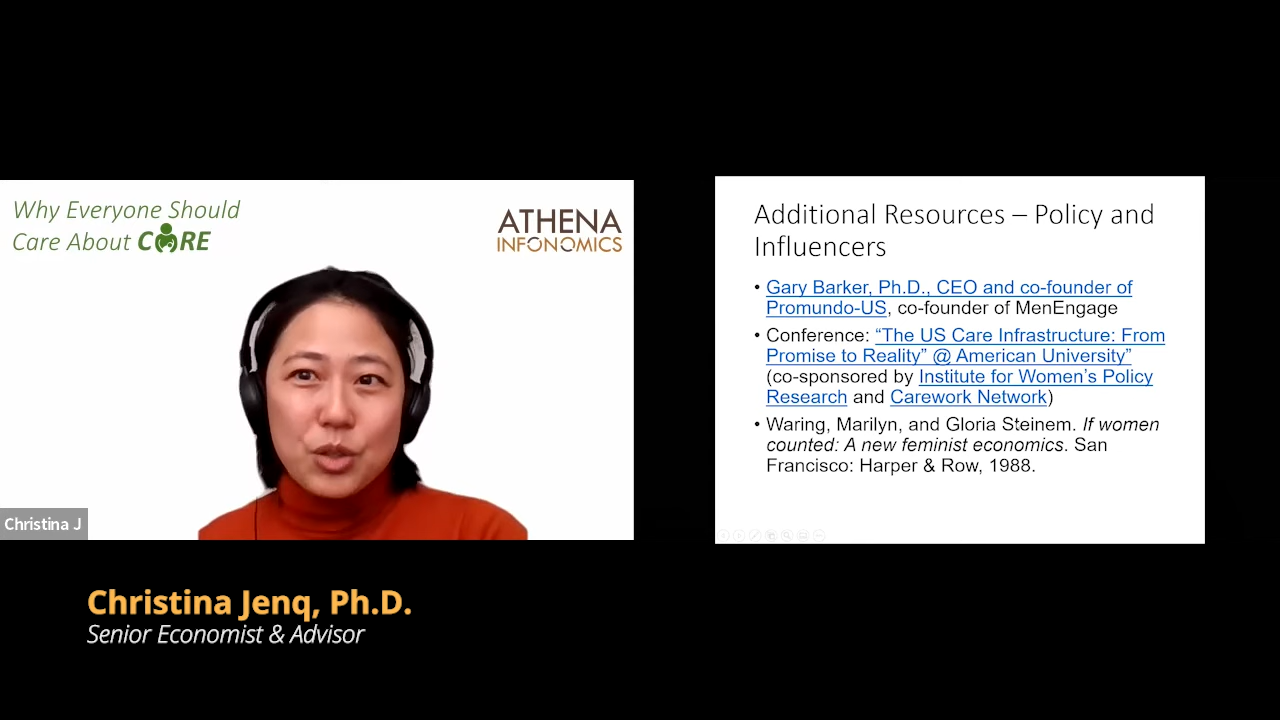 Why Everyone Should
Care About CARE
ATHENA
INFONOMICS
Christina J
Christina Jenq, Ph.D.
Senior Economist & Advisor
Additional Resources – Policy and
Influencers
• Gary Barker, Ph.D., CEO and co-founder of
Promundo-US, co-founder of MenEngage
• Conference: “The US Care Infrastructure: From
Promise to Reality” @ American University”
(co-sponsored by Institute for Women’s Policy
Research and Carework Network)
• Waring, Marilyn, and Gloria Steinem. If women
counted: A new feminist economics. San
Francisco: Harper & Row, 1988.